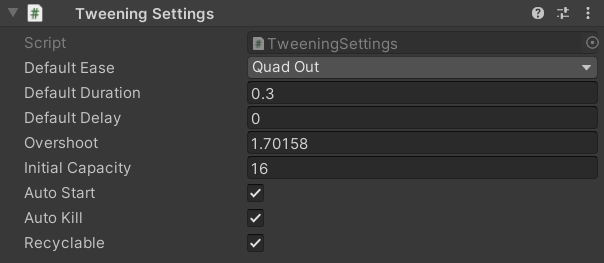 Tweening Settings
Script TweeningSettings
Default Ease Quad Out
Default Duration 0.3
Default Delay 0
Overshoot 1.70158
Initial Capacity 16
Auto Start
Auto Kill
Recyclable